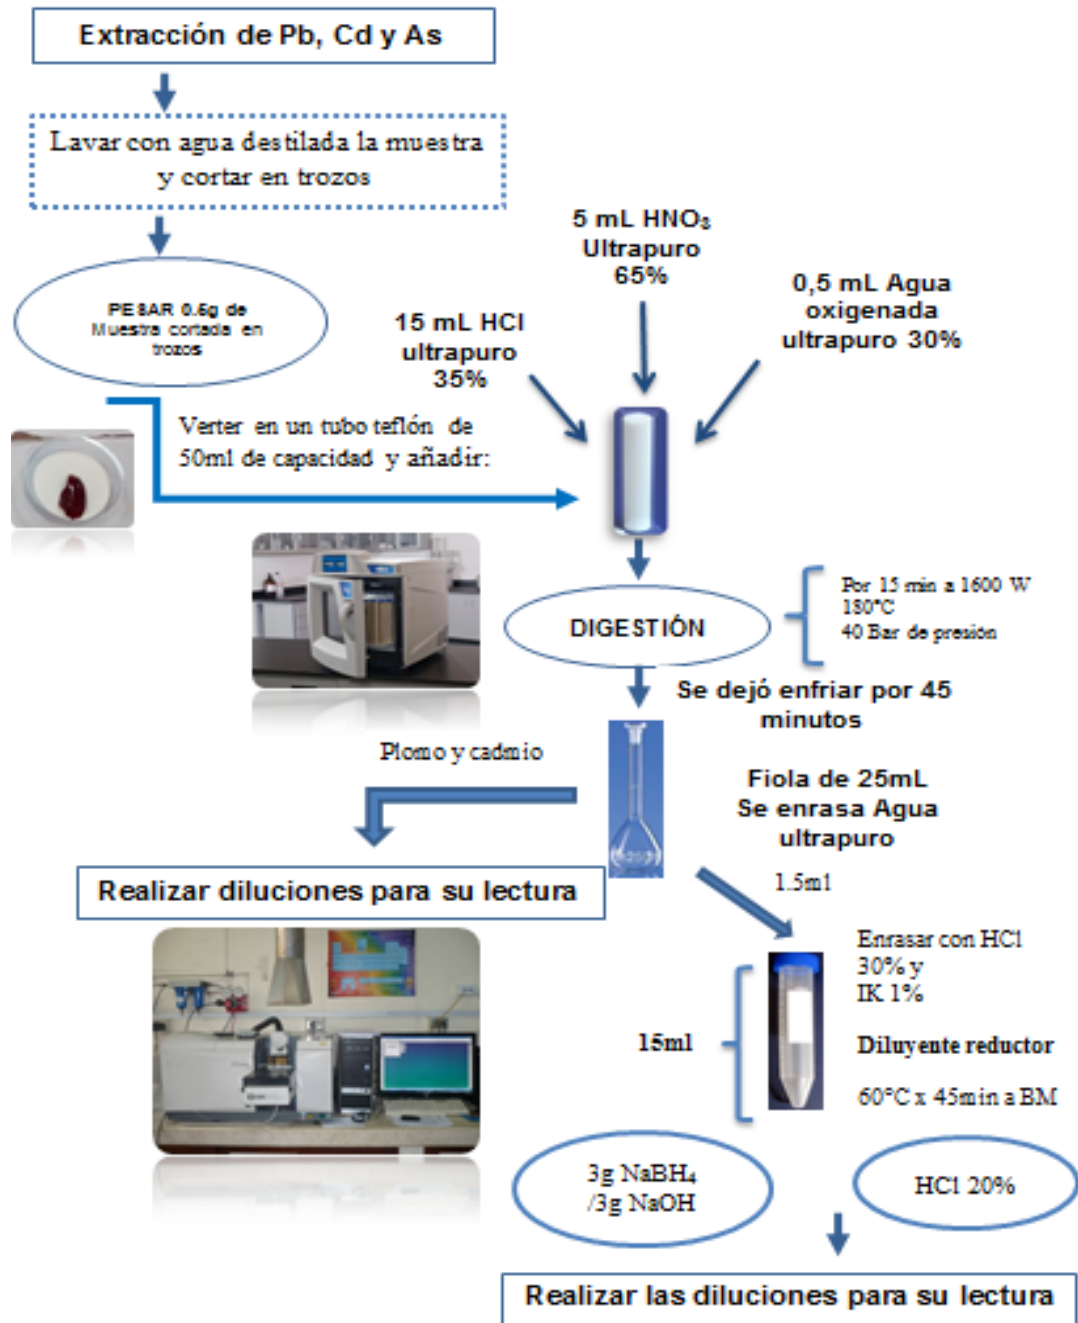 Extracción de Pb, Cd y As
Lavar con agua destilada la muestra
y cortar en trozos
PESAR 0.5g de
Muestra cortada en
trozos
5 mL HNO₃
Ultrapuro
65%
0,5 mL Agua
oxigenada
ultrapuro 30%
15 mL HCl
ultrapuro
35%
Verter en un tubo teflón de
50ml de capacidad y añadir:
DIGESTIÓN
Por 15 min a 1600 W
180°C
40 Bar de presión
Se dejó enfriar por 45
minutos
Plomo y cadmio
Fiola de 25mL
Se enrasa Agua
ultrapuro
Realizar diluciones para su lectura
1.5ml
Enrasar con HCl
30% y
IK 1%
15ml
Diluyente reductor
60°C x 45min a BM
3g NaBH₄
/3g NaOH
HCl 20%
Realizar las diluciones para su lectura